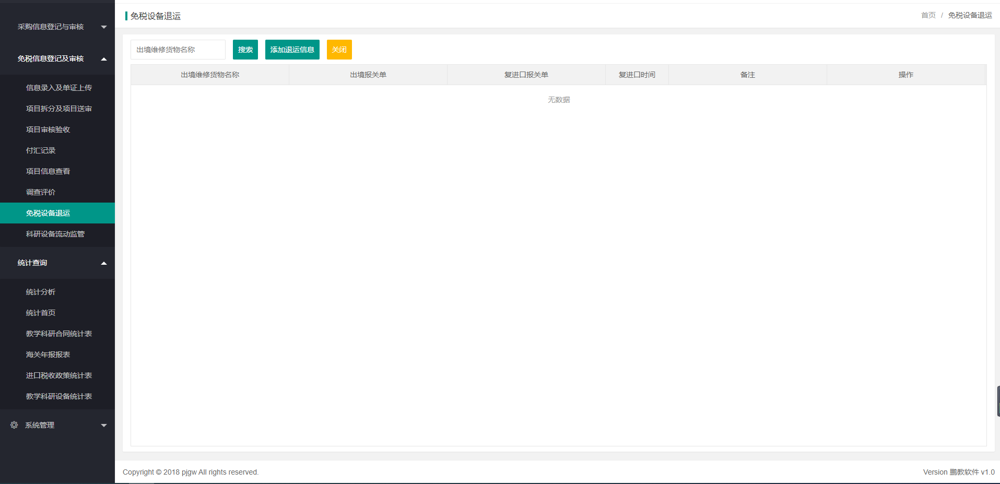 采购信息登记与审核
免税信息登记及审核
信息录入及单证上传
项目拆分及项目送审
项目审核验收
付汇记录
项目信息查看
调查评价
免税设备退运
科研设备流动监管
统计查询
统计分析
统计首页
教学科研合同统计表
海关年报报表
进口税收政策统计表
教学科研设备统计表
系统管理
免税设备退运
首页 / 免税设备退运
出境维修货物名称 搜索 添加退运信息 关闭
出境维修货物名称 出境报关单 复进口报关单 复进口时间 备注 操作
无数据
Copyright © 2018 pjgw All rights reserved.
Version 鹏教软件 v1.0